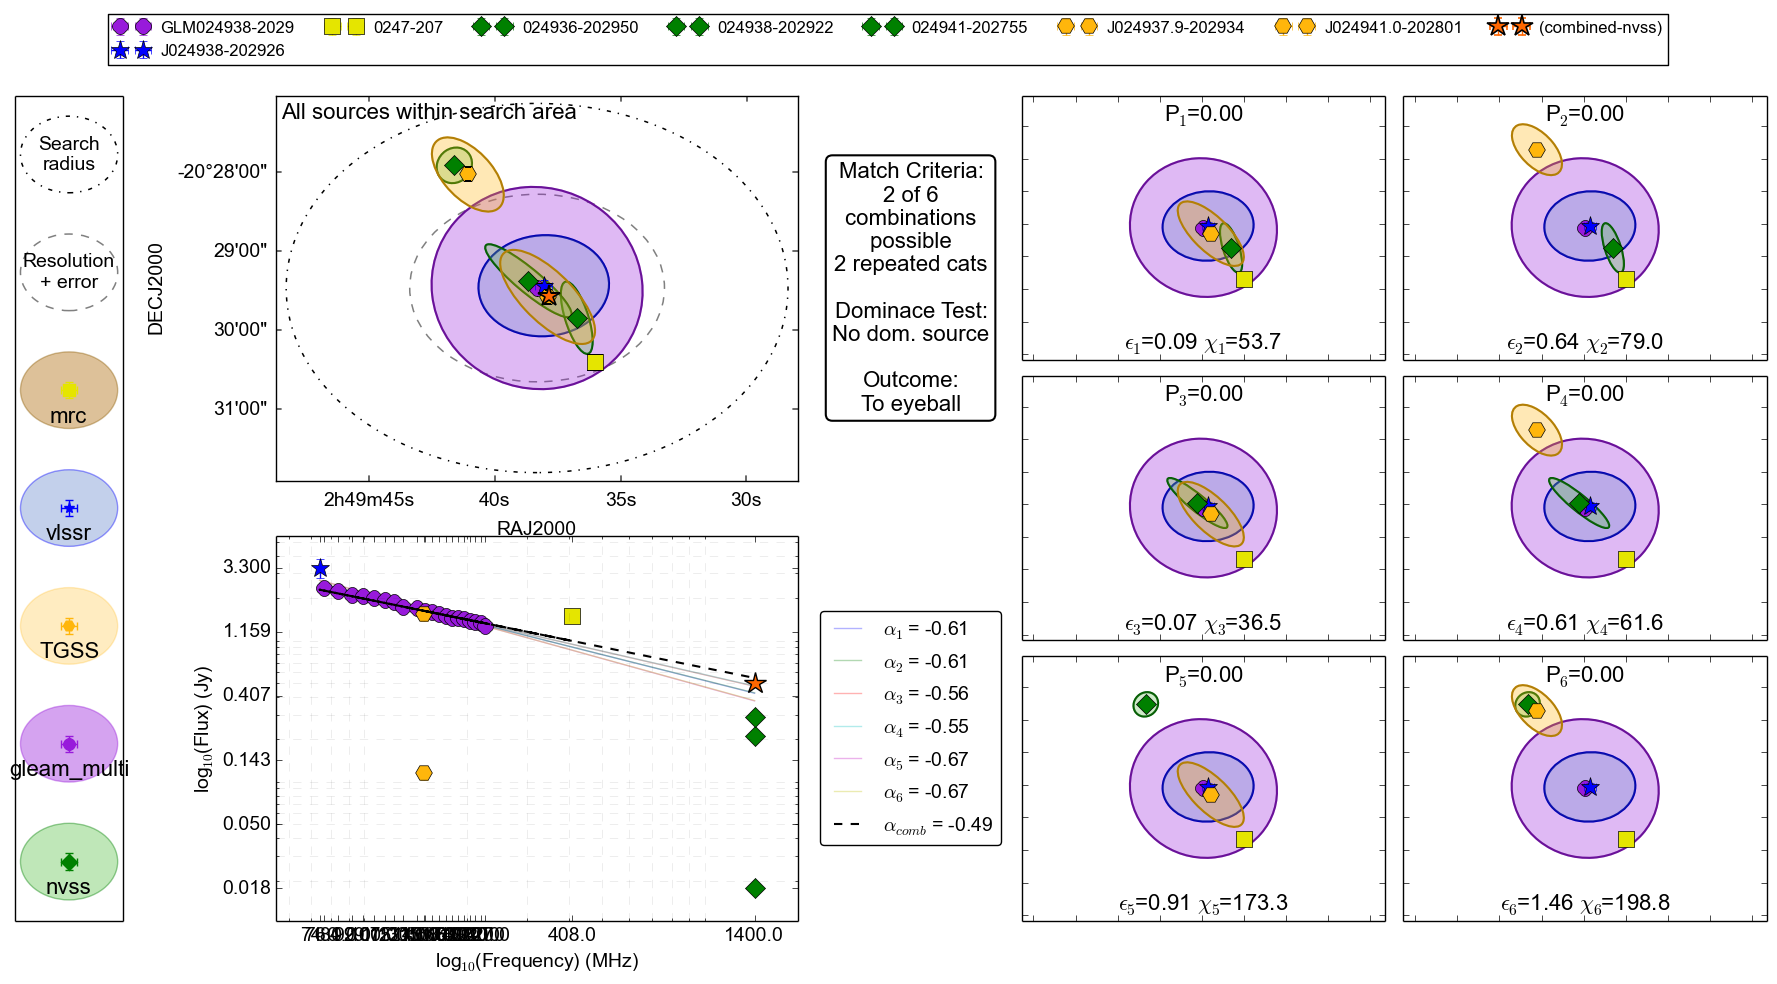 GLM024938-2029 0247-207 024936-202950 024938-202922 024941-202755 J024937.9-202934 J024941.0-202801 (combined-nvss)
J024938-202926
Search
radius
Resolution
+ error
mrc
vlssr
TGSS
gleam_multi
nvss
All sources within search area
DECJ2000
-20°28'00"
29'00"
30'00"
31'00"
2h49m45s 40s 35s 30s
RAJ2000
Match Criteria:
2 of 6
combinations
possible
2 repeated cats
Dominace Test:
No dom. source
Outcome:
To eyeball
log10(Flux) (Jy)
3.300
1.159
0.407
0.143
0.050
0.018
408.0 1400.0
log10(Frequency) (MHz)
α1 = -0.61
α2 = -0.61
α3 = -0.56
α4 = -0.55
α5 = -0.67
α6 = -0.67
αcomb = -0.49
P1=0.00
ϵ1=0.09 χ1=53.7
P2=0.00
ϵ2=0.64 χ2=79.0
P3=0.00
ϵ3=0.07 χ3=36.5
P4=0.00
ϵ4=0.61 χ4=61.6
P5=0.00
ϵ5=0.91 χ5=173.3
P6=0.00
ϵ6=1.46 χ6=198.8